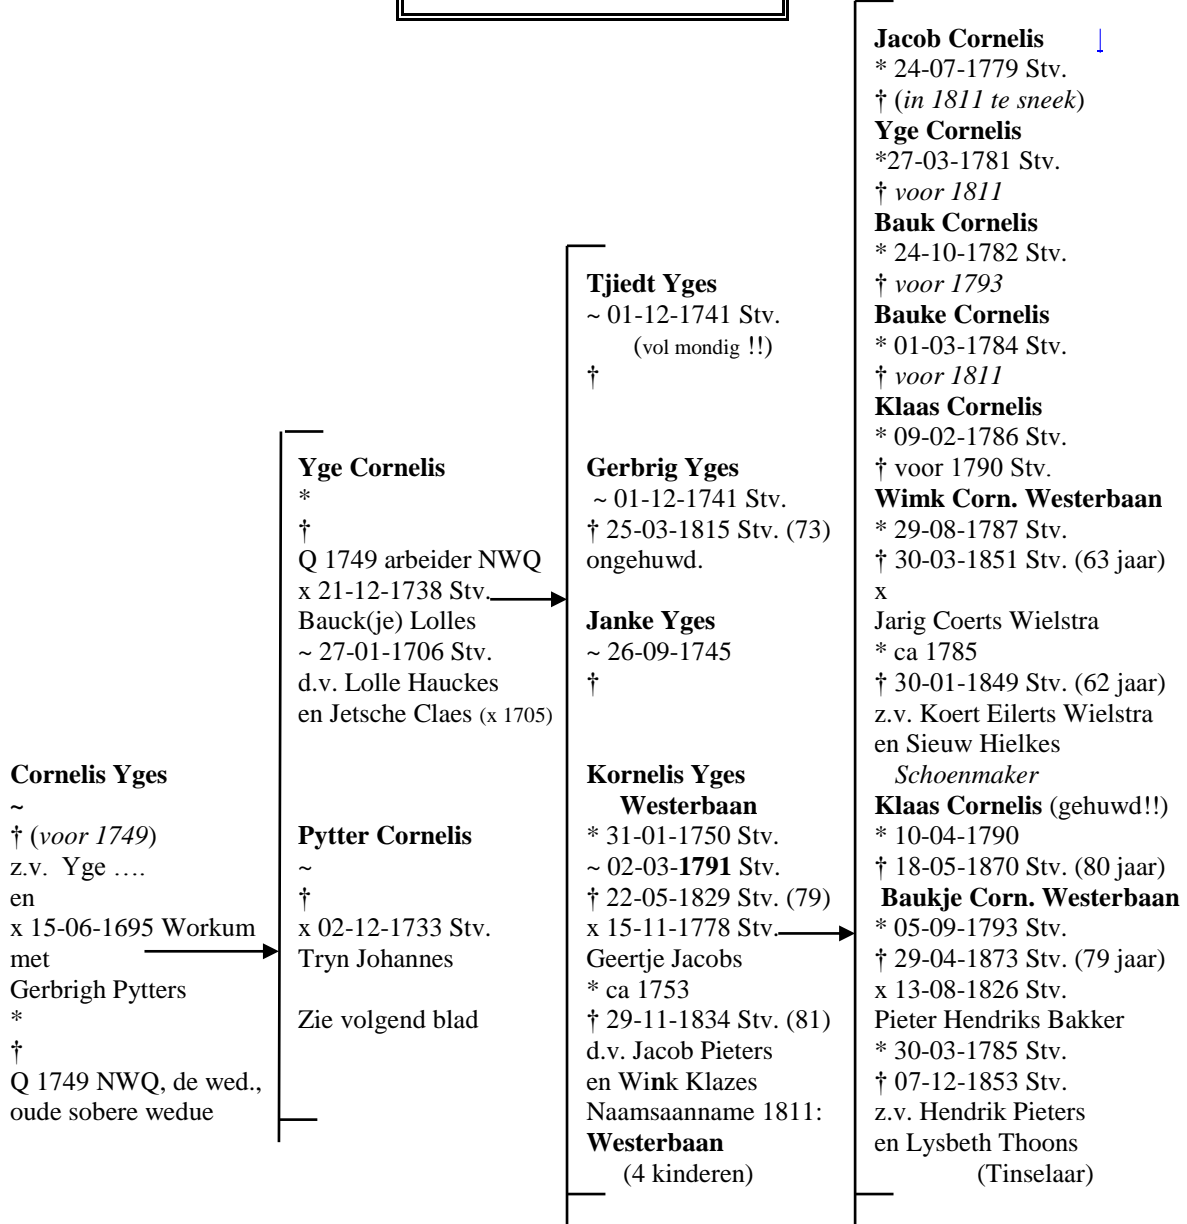 Cornelis Yges
~
† (voor 1749)
z.v. Yge ….
en
x 15-06-1695 Workum
met
Gerbrigh Pytters
*
†
Q 1749 NWQ, de wed.,
oude sobere wedue
Yge Cornelis
*
†
Q 1749 arbeider NWQ
x 21-12-1738 Stv.
Bauck(je) Lolles
~ 27-01-1706 Stv.
d.v. Lolle Hauckes
en Jetsche Claes (x 1705)
Pytter Cornelis
~
†
x 02-12-1733 Stv.
Tryn Johannes
Zie volgend blad
Tjiedt Yges
~ 01-12-1741 Stv.
(vol mondig !!)
†
Gerbrig Yges
~ 01-12-1741 Stv.
† 25-03-1815 Stv. (73)
ongehuwd.
Janke Yges
~ 26-09-1745
†
Kornelis Yges
Westerbaan
* 31-01-1750 Stv.
~ 02-03-1791 Stv.
† 22-05-1829 Stv. (79)
x 15-11-1778 Stv.
Geertje Jacobs
* ca 1753
† 29-11-1834 Stv. (81)
d.v. Jacob Pieters
en Wink Klazes
Naamsaanname 1811:
Westerbaan
(4 kinderen)
Jacob Cornelis |
* 24-07-1779 Stv.
† (in 1811 te sneek)
Yge Cornelis
*27-03-1781 Stv.
† voor 1811
Bauk Cornelis
* 24-10-1782 Stv.
† voor 1793
Bauke Cornelis
* 01-03-1784 Stv.
† voor 1811
Klaas Cornelis
* 09-02-1786 Stv.
† voor 1790 Stv.
Wimk Corn. Westerbaan
* 29-08-1787 Stv.
† 30-03-1851 Stv. (63 jaar)
x
Jarig Coerts Wielstra
* ca 1785
† 30-01-1849 Stv. (62 jaar)
z.v. Koert Eilerts Wielstra
en Sieuw Hielkes
Schoenmaker
Klaas Cornelis (gehuwd!!)
* 10-04-1790
† 18-05-1870 Stv. (80 jaar)
Baukje Corn. Westerbaan
* 05-09-1793 Stv.
† 29-04-1873 Stv. (79 jaar)
x 13-08-1826 Stv.
Pieter Hendriks Bakker
* 30-03-1785 Stv.
† 07-12-1853 Stv.
z.v. Hendrik Pieters
en Lysbeth Thoons
(Tinselaar)